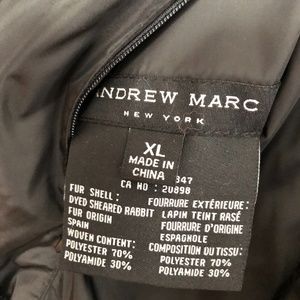 ANDREW MARC
NEW YORK
XL
MADE IN
CHINA 347
CA NO : 20898
FUR SHELL: FOURRURE EXTÉRIEURE:
DYED SHEARED RABBIT LAPIN TEINT RASÉ
FUR ORIGIN FOURRURE D'ORIGINE
SPAIN ESPAGNOLE
WOVEN CONTENT: COMPOSITION DU TISSU:
POLYESTER 70% POLYESTER 70%
POLYAMIDE 30% POLYAMIDE 30%